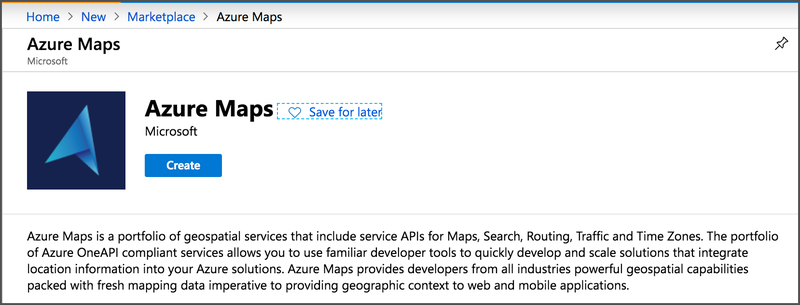 Home > New > Marketplace > Azure Maps
Azure Maps
Microsoft
Azure Maps Save for later
Microsoft
Create
Azure Maps is a portfolio of geospatial services that include service APIs for Maps, Search, Routing, Traffic and Time Zones. The portfolio
of Azure OneAPI compliant services allows you to use familiar developer tools to quickly develop and scale solutions that integrate
location information into your Azure solutions. Azure Maps provides developers from all industries powerful geospatial capabilities
packed with fresh mapping data imperative to providing geographic context to web and mobile applications.